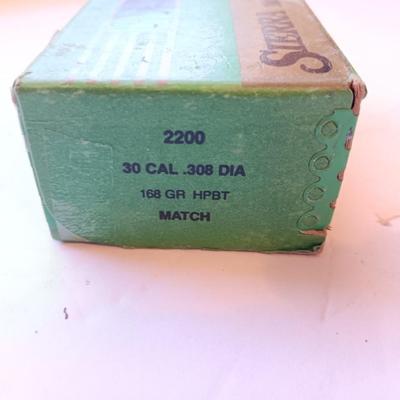 SIERRA
2200
30 CAL .308 DIA
168 GR HPBT
MATCH